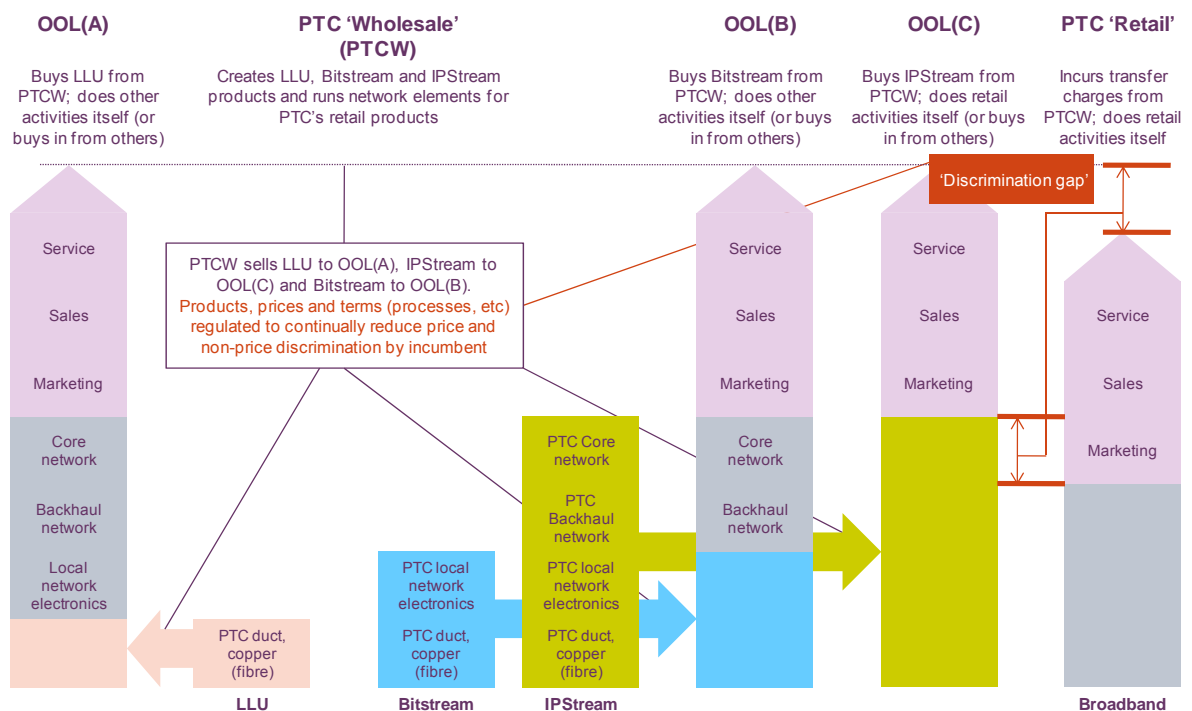 OOL(A)
Buys LLU from
PTCW; does other
activities itself (or
buys in from others)
PTC ‘Wholesale’
(PTCW)
Creates LLU, Bitstream and IPStream
products and runs network elements for
PTC’s retail products
OOL(B)
Buys Bitstream from
PTCW; does other
activities itself (or buys
in from others)
OOL(C)
Buys IPStream from
PTCW; does retail
activities itself (or buys
in from others)
PTC ‘Retail’
Incurs transfer
charges from
PTCW; does retail
activities itself
‘Discrimination gap’
PTCW sells LLU to OOL(A), IPStream to
OOL(C) and Bitstream to OOL(B).
Products, prices and terms (processes, etc)
regulated to continually reduce price and
non-price discrimination by incumbent
Service
Sales
Marketing
Core
network
Backhaul
network
Local
network
electronics
PTC duct,
copper
(fibre)
LLU
PTC local
network
electronics
PTC duct,
copper
(fibre)
Bitstream
PTC Core
network
PTC
Backhaul
network
PTC local
network
electronics
PTC duct,
copper
(fibre)
IPStream
Service
Sales
Marketing
Core
network
Backhaul
network
Service
Sales
Marketing
Service
Sales
Marketing
Broadband